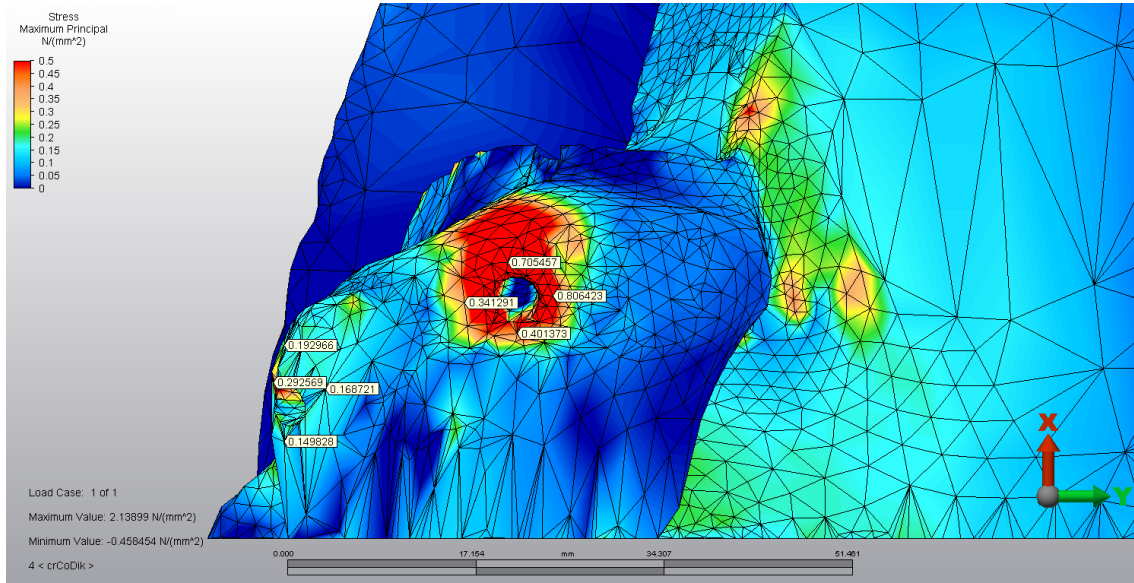 Stress
Maximum Principal
N/(mm^2)
0.5
0.45
0.4
0.35
0.3
0.25
0.2
0.15
0.1
0.05
0
0.705457
0.341291
0.806423
0.401373
0.192966
0.292569
0.168721
0.149828
Load Case: 1 of 1
Maximum Value: 2.13899 N/(mm^2)
Minimum Value: -0.458454 N/(mm^2)
4 < crCoDik >
0.000 17.154 mm 34.307 51.461
X
Y